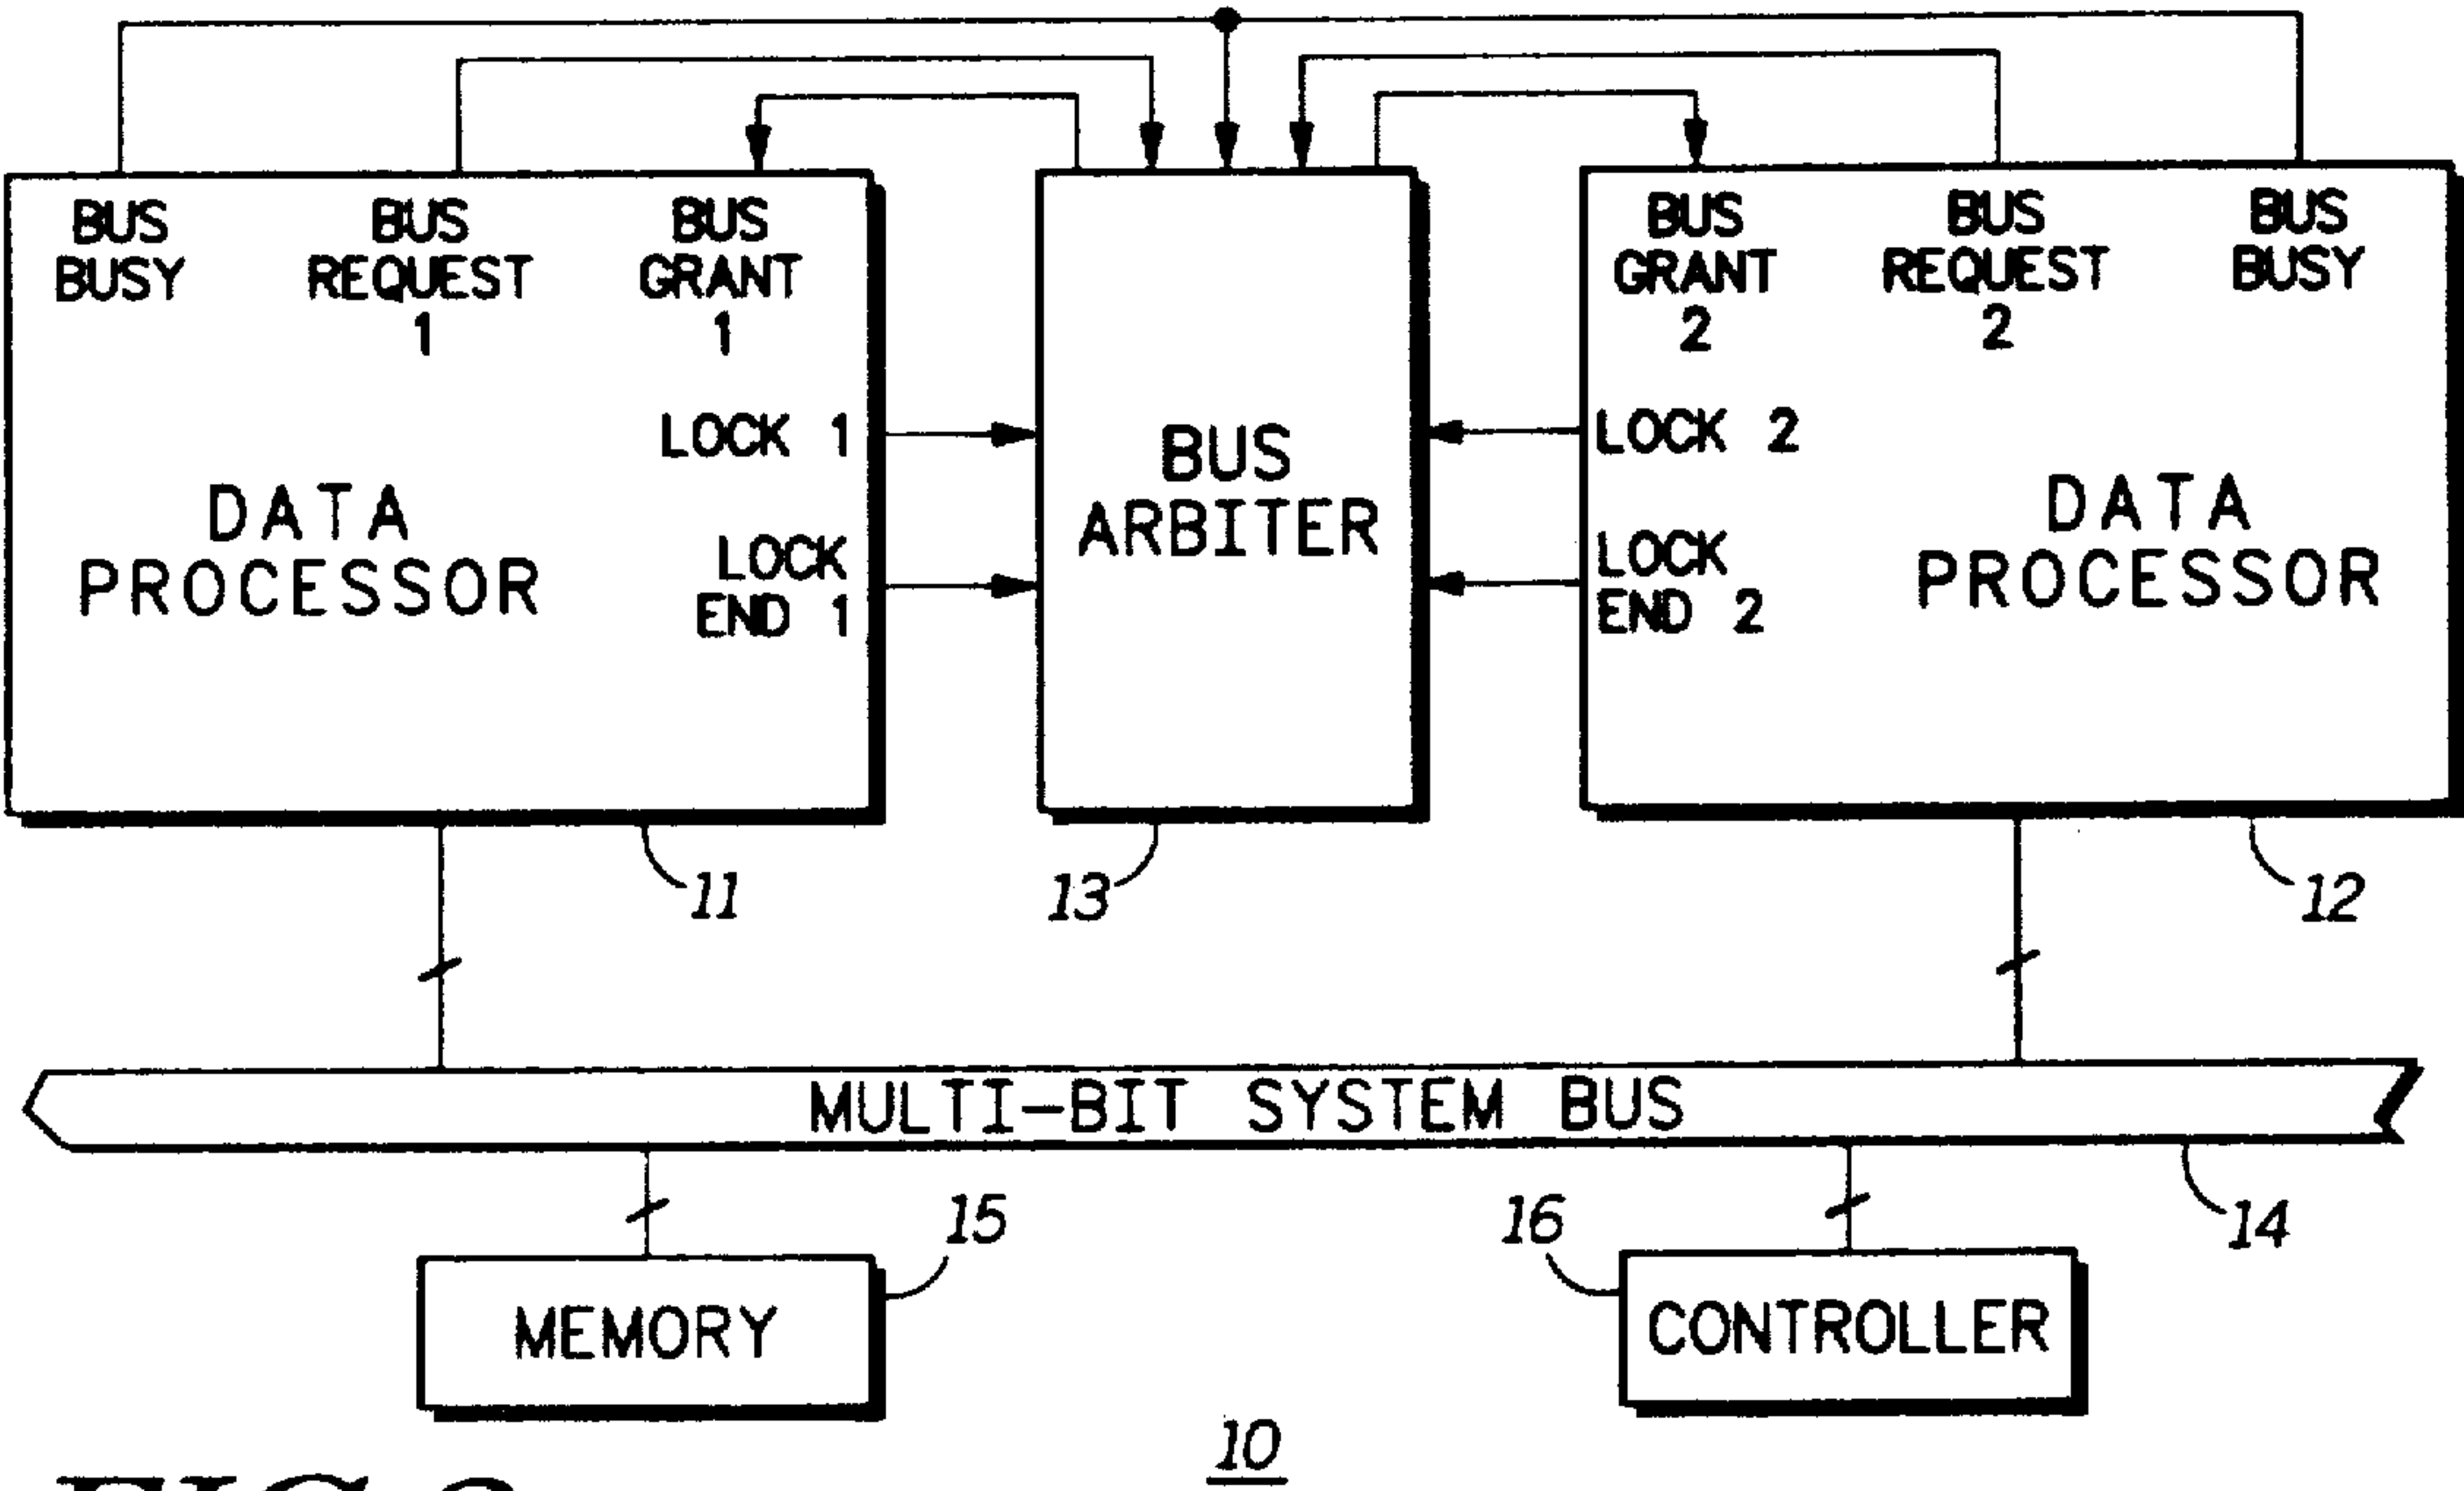 BUS
BUSY
BUS
REQUEST
1
BUS
GRANT
1
LOCK 1
LOCK
END 1
DATA
PROCESSOR
BUS
ARBITER
BUS
GRANT
2
BUS
REQUEST
2
BUS
BUSY
LOCK 2
LOCK
END 2
DATA
PROCESSOR
11
13
12
MULTI-BIT SYSTEM BUS
15
16
14
MEMORY
CONTROLLER
10